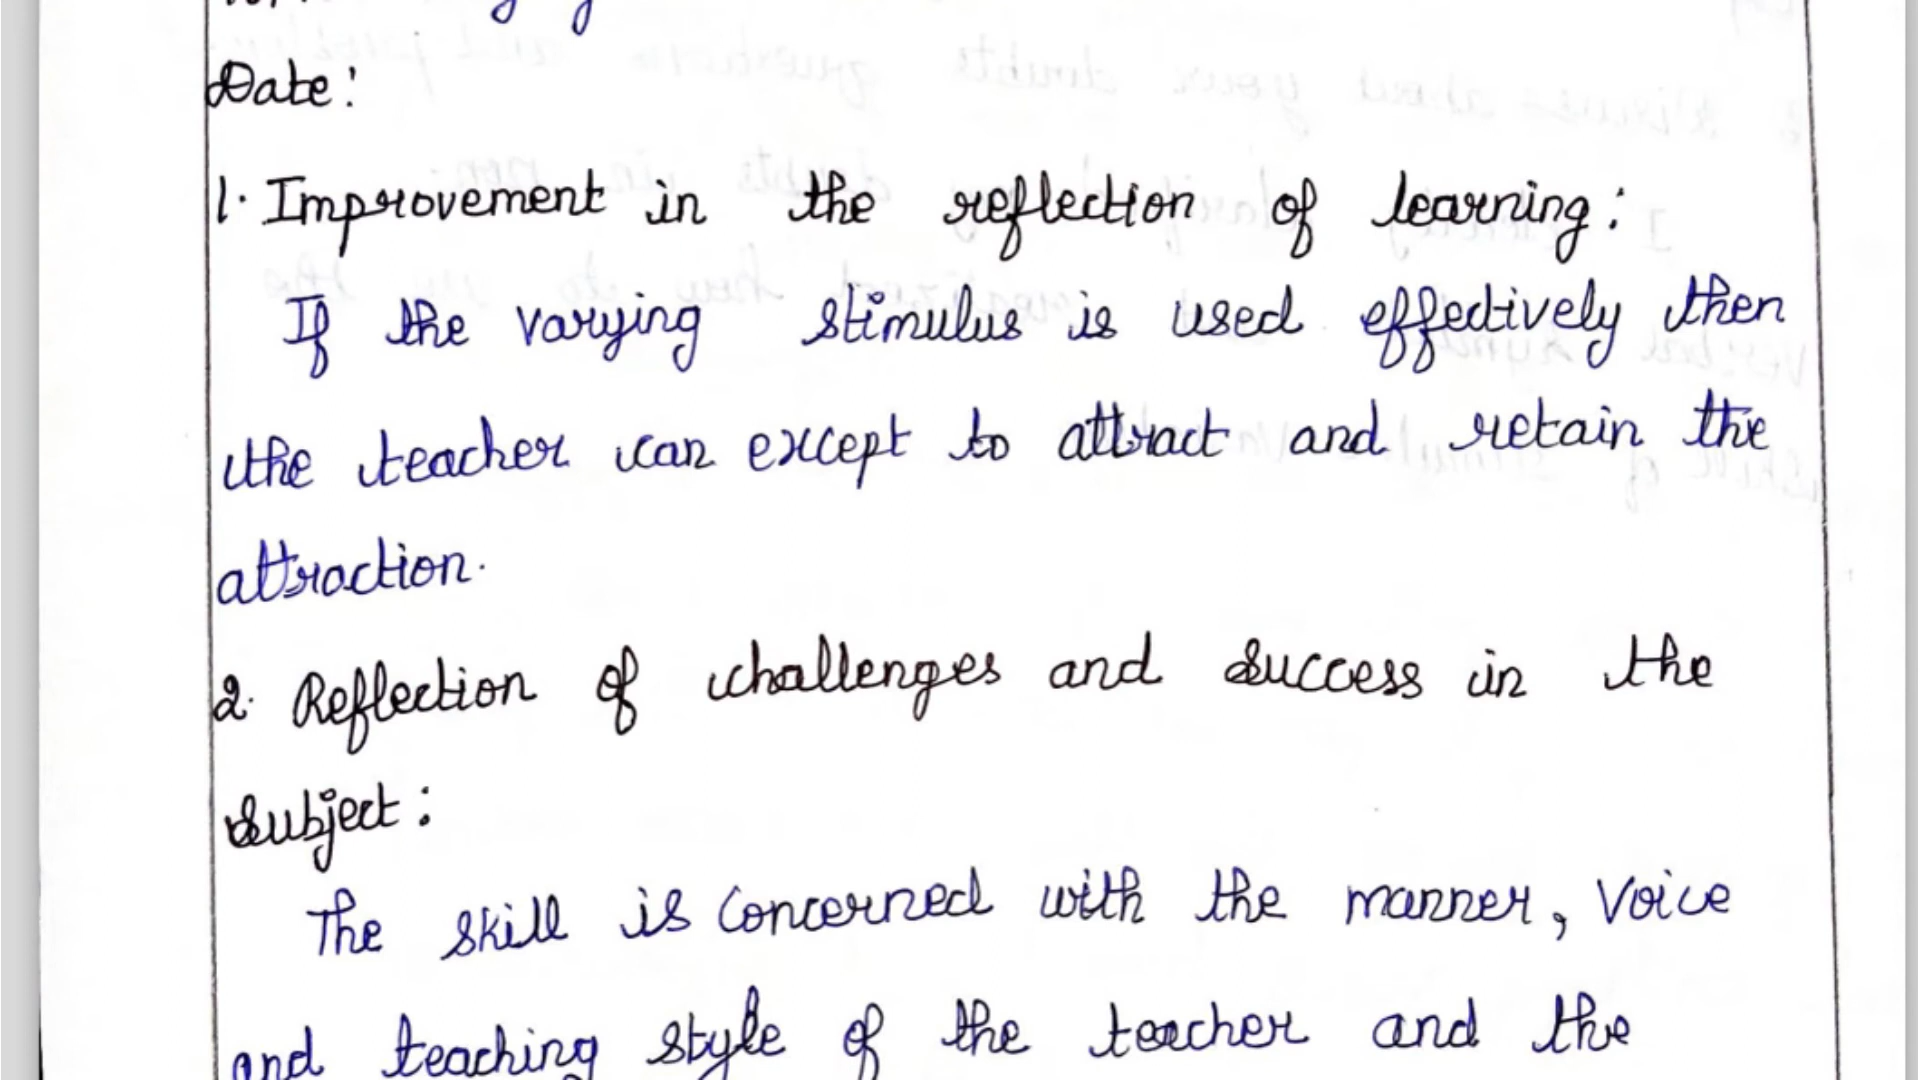 Date:
1. Improvement in the reflection of learning:
If the varying stimulus is used effectively then
the teacher can except to attract and retain the
attraction.
2. Reflection of challenges and success in the
subject:
The skill is concerned with the manner, voice
and teaching style of the teacher and the